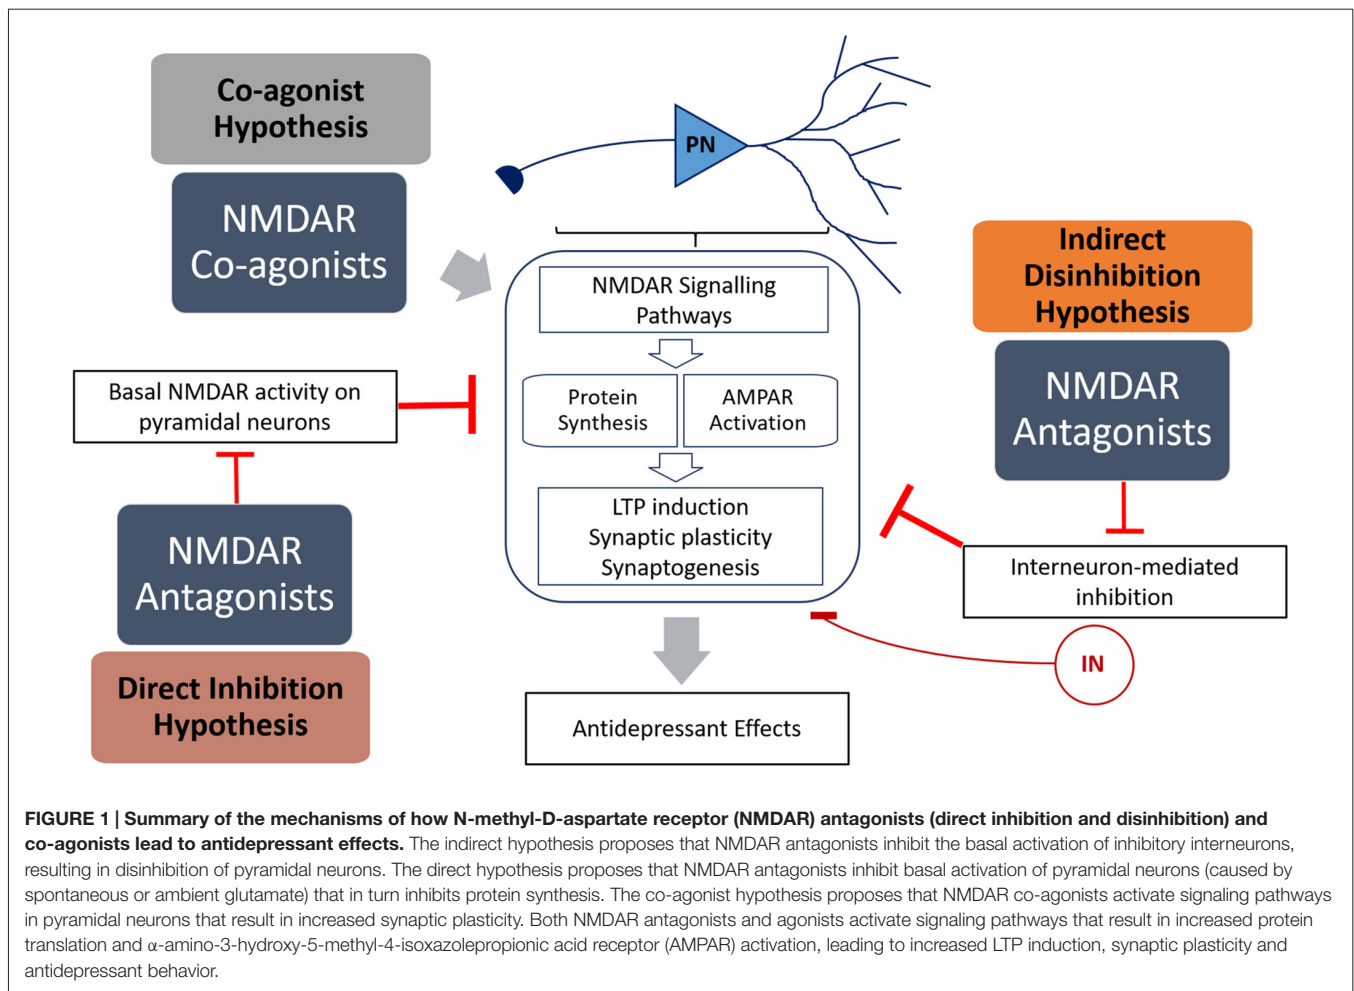 Co-agonist
Hypothesis
NMDAR
Co-agonists
PN
Indirect
Disinhibition
Hypothesis
NMDAR
Antagonists
NMDAR Signalling
Pathways
Basal NMDAR activity on
pyramidal neurons
Protein
Synthesis
AMPAR
Activation
LTP induction
Synaptic plasticity
Synaptogenesis
NMDAR
Antagonists
Direct Inhibition
Hypothesis
Interneuron-mediated
inhibition
IN
Antidepressant Effects
FIGURE 1 | Summary of the mechanisms of how N-methyl-D-aspartate receptor (NMDAR) antagonists (direct inhibition and disinhibition) and
co-agonists lead to antidepressant effects. The indirect hypothesis proposes that NMDAR antagonists inhibit the basal activation of inhibitory interneurons,
resulting in disinhibition of pyramidal neurons. The direct hypothesis proposes that NMDAR antagonists inhibit basal activation of pyramidal neurons (caused by
spontaneous or ambient glutamate) that in turn inhibits protein synthesis. The co-agonist hypothesis proposes that NMDAR co-agonists activate signaling pathways
in pyramidal neurons that result in increased synaptic plasticity. Both NMDAR antagonists and agonists activate signaling pathways that result in increased protein
translation and α-amino-3-hydroxy-5-methyl-4-isoxazolepropionic acid receptor (AMPAR) activation, leading to increased LTP induction, synaptic plasticity and
antidepressant behavior.